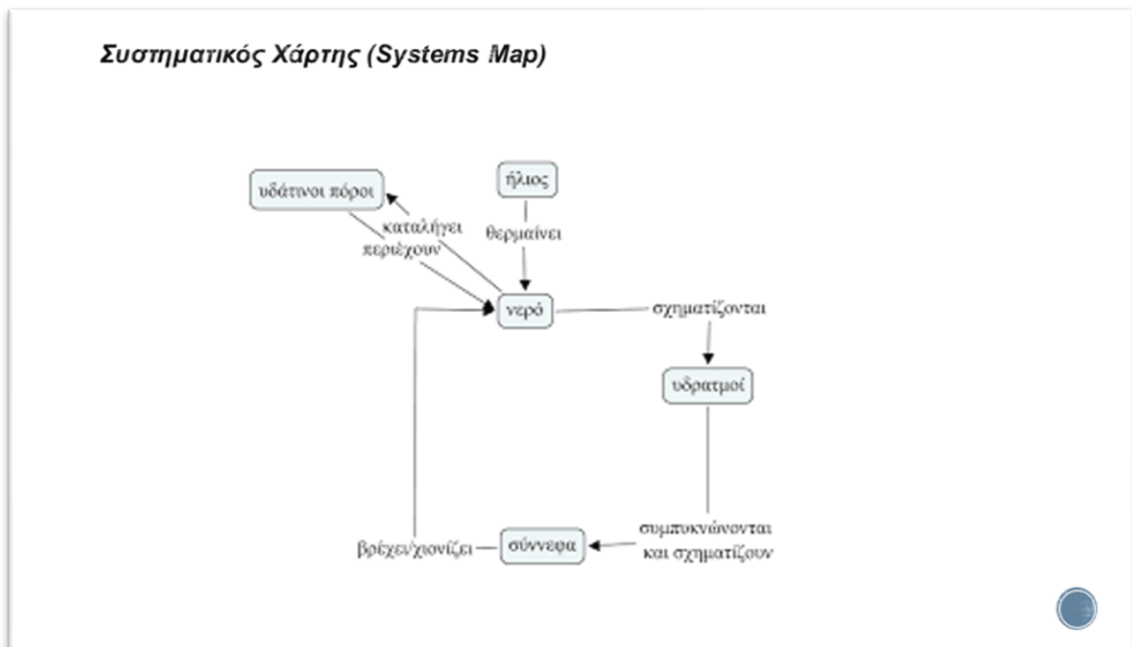 Συστηματικός Χάρτης (Systems Map)
υδάτινοι πόροι
ήλιος
καταλήγει
θερμαίνει
περιέχουν
νερό
σχηματίζονται
υδρατμοί
συμπυκνώνονται
και σχηματίζουν
σύννεφα
βρέχει/χιονίζει